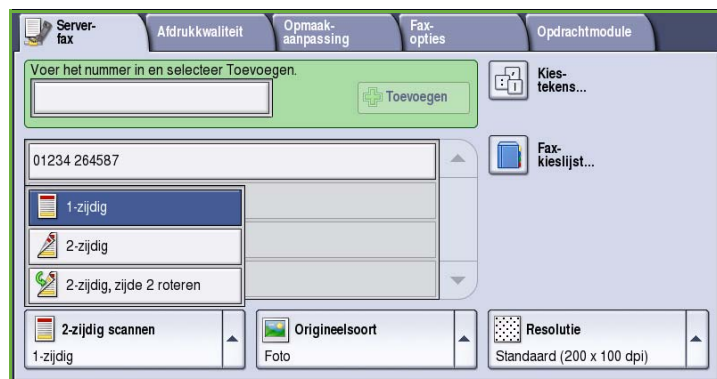 Server-
fax
Afdrukkwaliteit
Opmaak-
aanpassing
Fax-
opties
Opdrachtmodule
Voer het nummer in en selecteer Toevoegen.
Toevoegen
Kies-
tekens...
01234 264587
Fax-
kieslijst...
1-zijdig
2-zijdig
2-zijdig, zijde 2 roteren
2-zijdig scannen
1-zijdig
Origineelsoort
Foto
Resolutie
Standaard (200 x 100 dpi)